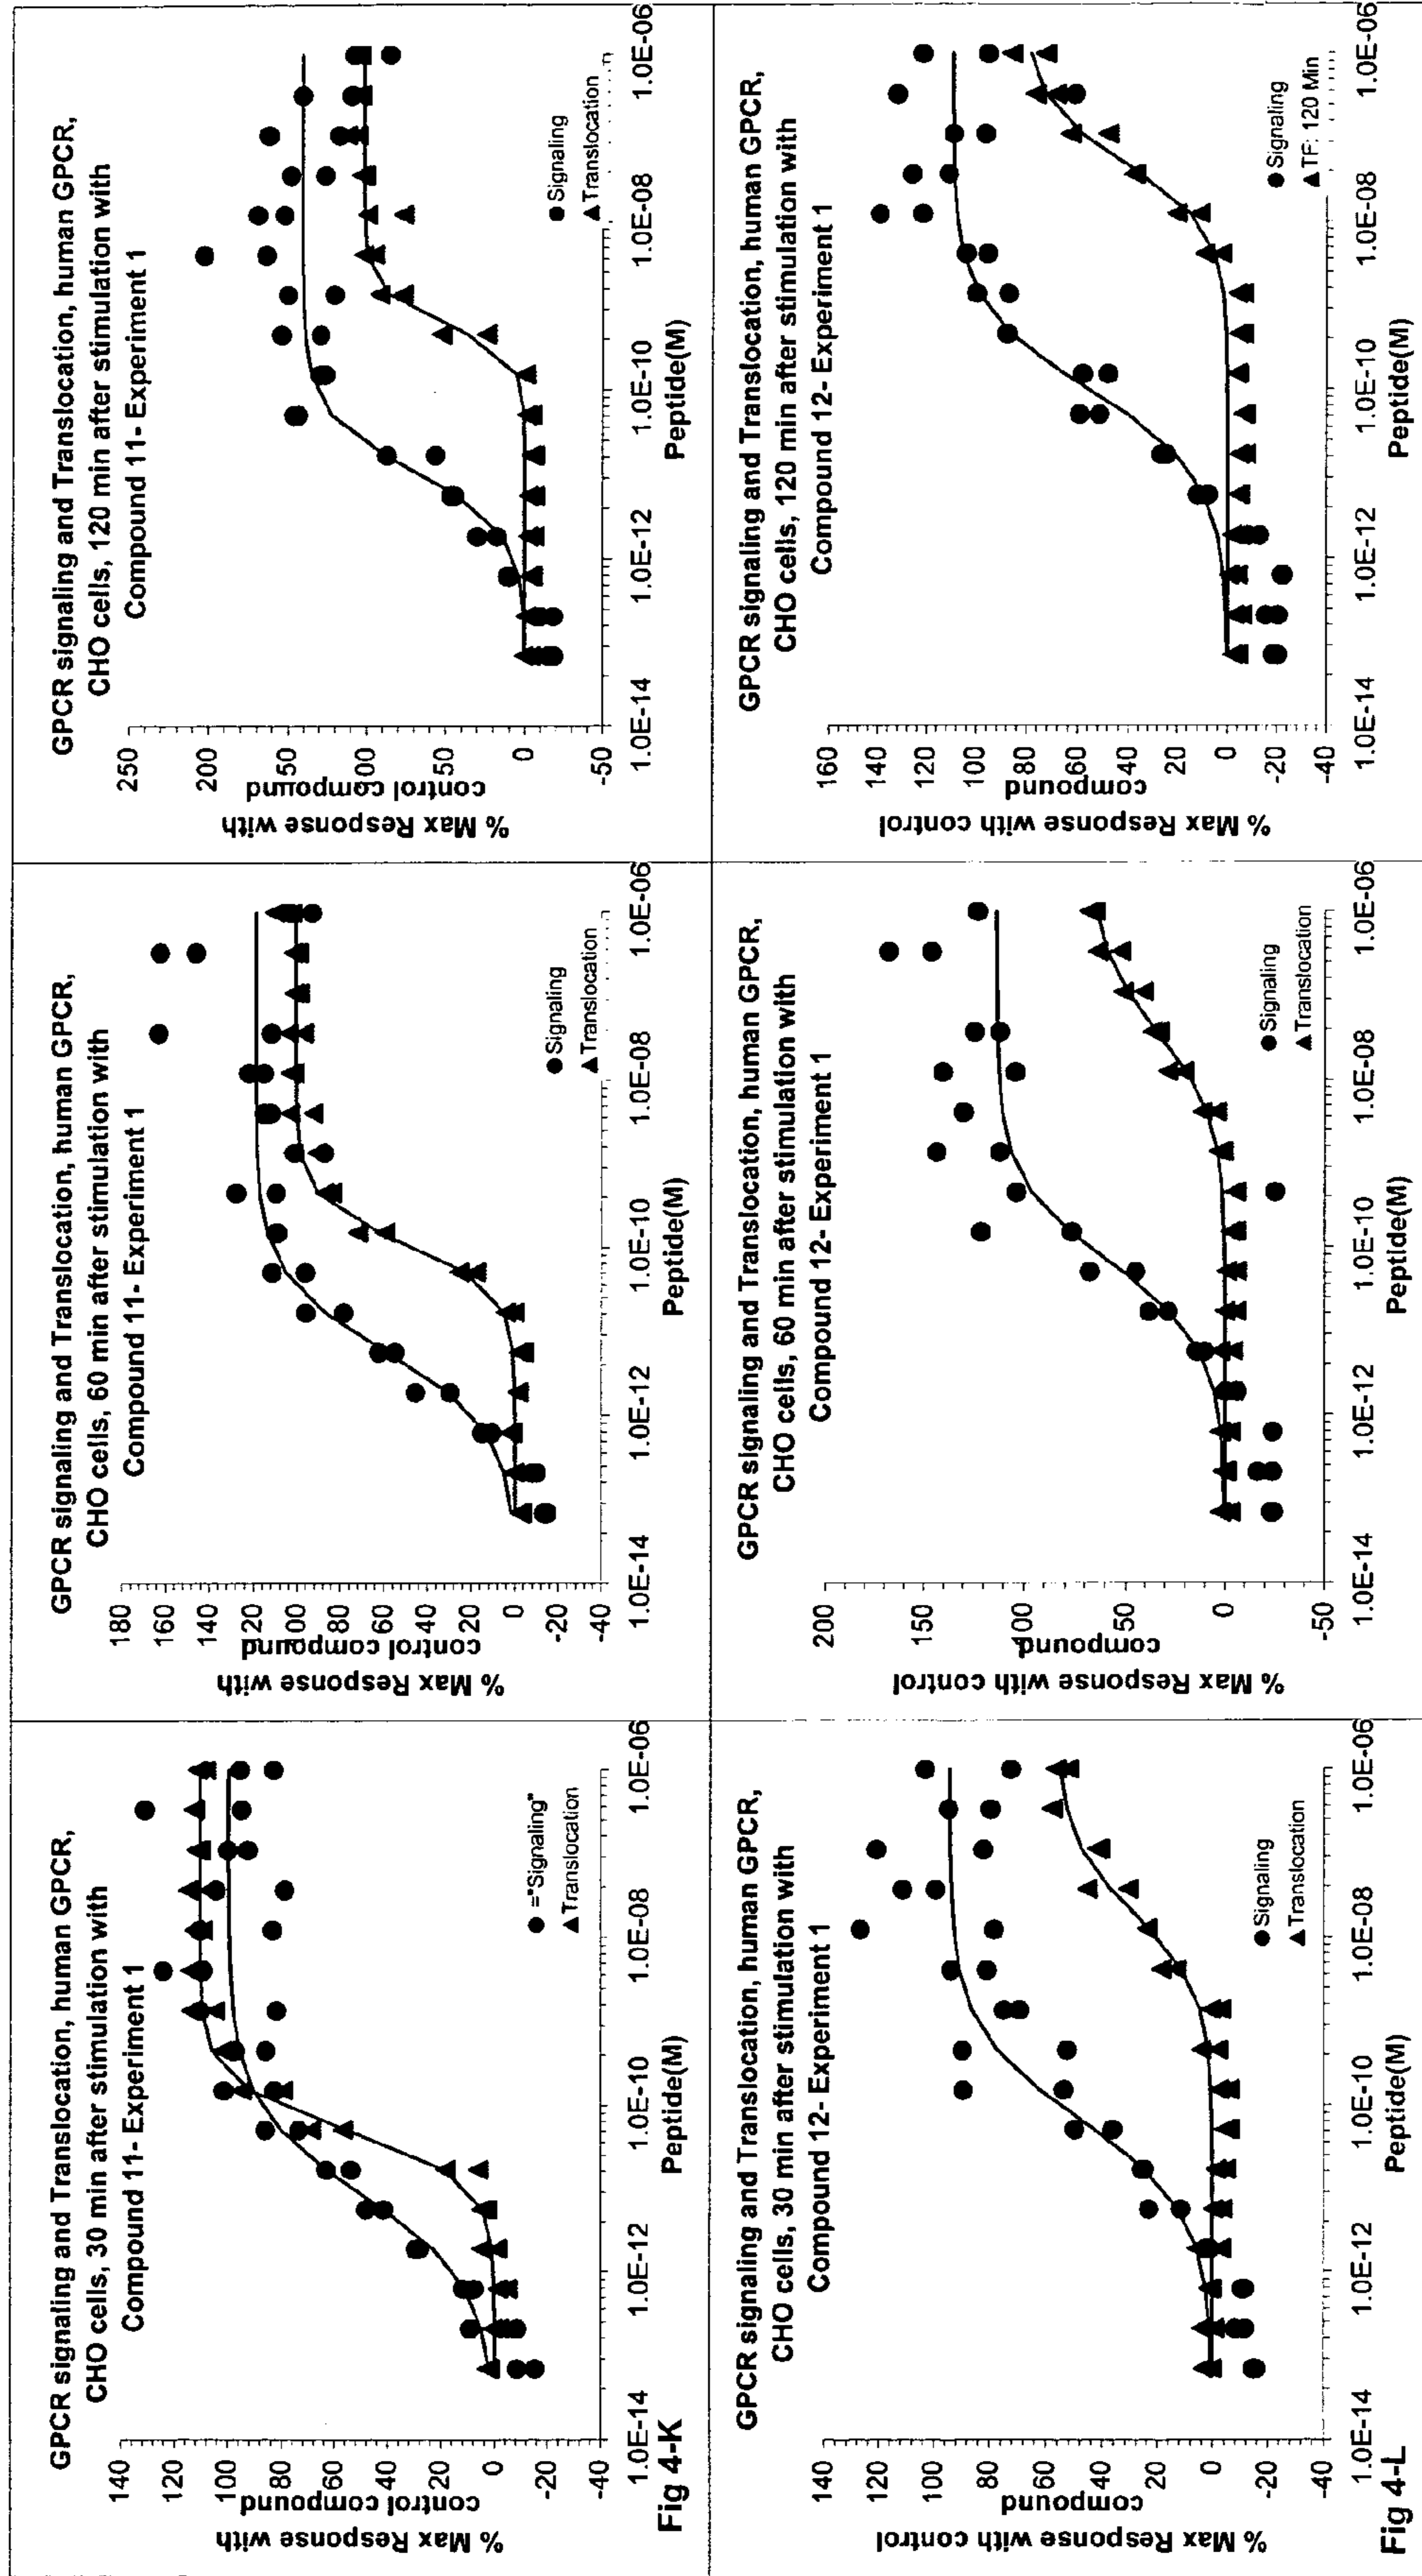 GPCR signaling and Translocation, human GPCR,
CHO cells, 30 min after stimulation with
Compound 11- Experiment 1
% Max Response with
control compound
140
120
100
80
60
40
20
0
-20
-40
1.0E-14
1.0E-12
1.0E-10
1.0E-08
1.0E-06
Peptide(M)
="Signaling"
Translocation
Fig 4-K
GPCR signaling and Translocation, human GPCR,
CHO cells, 60 min after stimulation with
Compound 11- Experiment 1
% Max Response with
control compound
180
160
140
120
100
80
60
40
20
0
-20
-40
1.0E-14
1.0E-12
1.0E-10
1.0E-08
1.0E-06
Peptide(M)
Signaling
Translocation
GPCR signaling and Translocation, human GPCR,
CHO cells, 120 min after stimulation with
Compound 11- Experiment 1
% Max Response with
control compound
250
200
150
100
50
0
-50
1.0E-14
1.0E-12
1.0E-10
1.0E-08
1.0E-06
Peptide(M)
Signaling
Translocation
GPCR signaling and Translocation, human GPCR,
CHO cells, 30 min after stimulation with
Compound 12- Experiment 1
% Max Response with control
compound
140
120
100
80
60
40
20
0
-20
-40
1.0E-14
1.0E-12
1.0E-10
1.0E-08
1.0E-06
Peptide(M)
Signaling
Translocation
Fig 4-L
GPCR signaling and Translocation, human GPCR,
CHO cells, 60 min after stimulation with
Compound 12- Experiment 1
% Max Response with control
compound
200
150
100
50
0
-50
1.0E-14
1.0E-12
1.0E-10
1.0E-08
1.0E-06
Peptide(M)
Signaling
Translocation
GPCR signaling and Translocation, human GPCR,
CHO cells, 120 min after stimulation with
Compound 12- Experiment 1
% Max Response with control
compound
160
140
120
100
80
60
40
20
0
-20
-40
1.0E-14
1.0E-12
1.0E-10
1.0E-08
1.0E-06
Peptide(M)
Signaling
TF: 120 Min